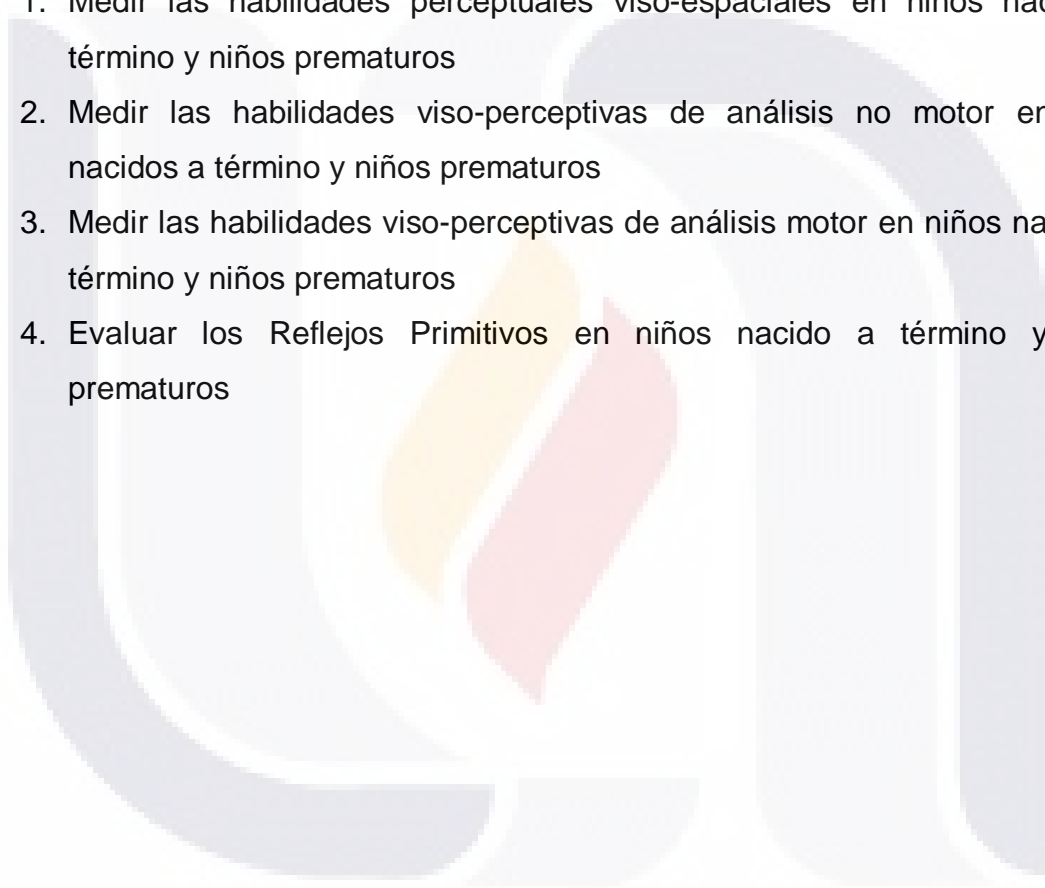 1. Medir las habilidades perceptuales viso-espaciales en niños
término y niños prematuros
2. Medir las habilidades viso-perceptivas de análisis no motor
nacidos a término y niños prematuros
3. Medir las habilidades viso-perceptivas de análisis motor en niños
término y niños prematuros
4. Evaluar los Reflejos Primitivos en niños nacido a término y
prematuros